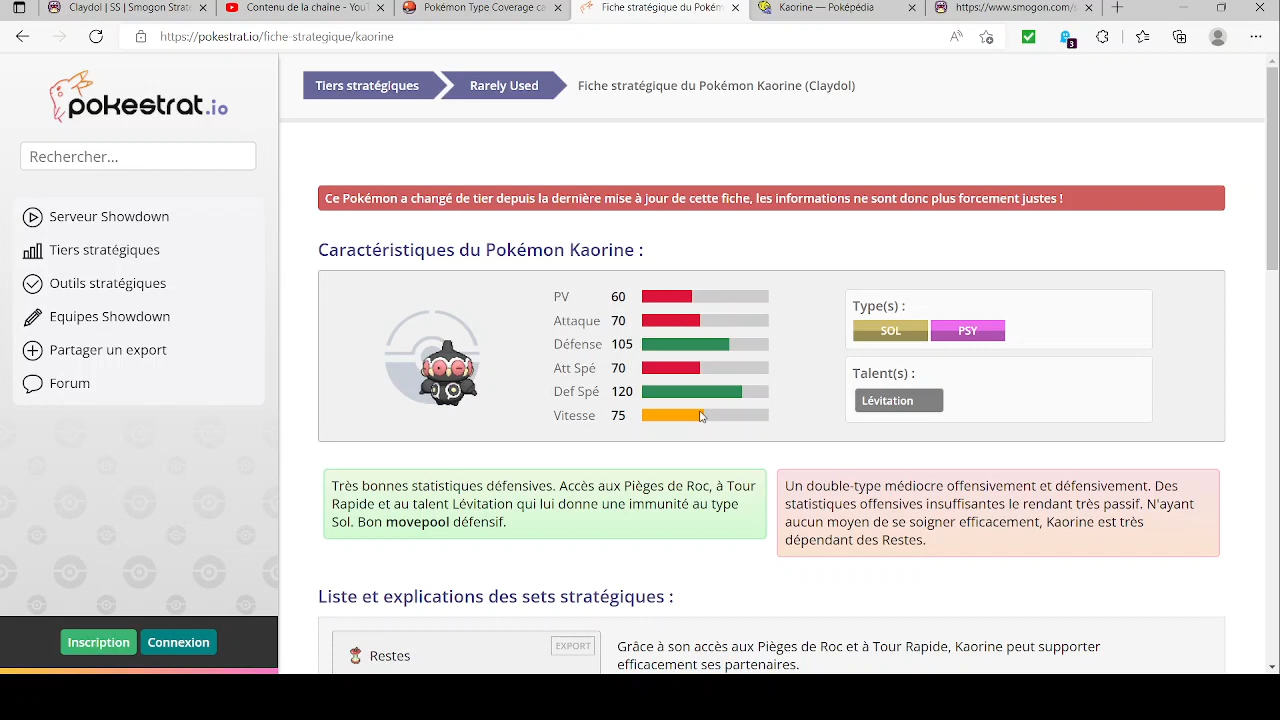 Claydol | SS | Smogon Strat
Contenu de la chaîne - YouT
Pokémon Type Coverage ca
Fiche stratégique du Pokém
Kaorine — Poképédia
https://www.smogon.com/s
https://pokestrat.io/fiche-strategique/kaorine
3
pokestrat.io
Rechercher...
Serveur Showdown
Tiers stratégiques
Outils stratégiques
Equipes Showdown
Partager un export
Forum
Inscription
Connexion
Tiers stratégiques
Rarely Used
Fiche stratégique du Pokémon Kaorine (Claydol)
Ce Pokémon a changé de tier depuis la dernière mise à jour de cette fiche, les informations ne sont donc plus forcement justes !
Caractéristiques du Pokémon Kaorine :
PV 60
Attaque 70
Défense 105
Att Spé 70
Def Spé 120
Vitesse 75
Type(s) :
SOL PSY
Talent(s) :
Lévitation
Très bonnes statistiques défensives. Accès aux Pièges de Roc, à Tour
Rapide et au talent Lévitation qui lui donne une immunité au type
Sol. Bon movepool défensif.
Un double-type médiocre offensivement et défensivement. Des
statistiques offensives insuffisantes le rendant très passif. N'ayant
aucun moyen de se soigner efficacement, Kaorine est très
dépendant des Restes.
Liste et explications des sets stratégiques :
Restes
EXPORT
Grâce à son accès aux Pièges de Roc et à Tour Rapide, Kaorine peut supporter
efficacement ses partenaires.